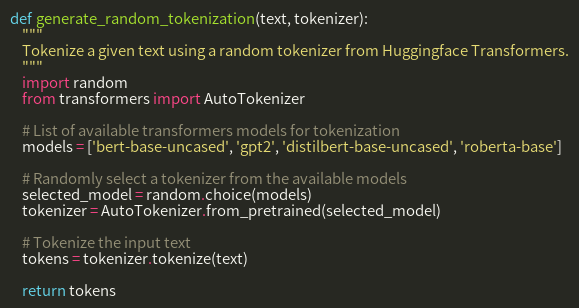 def generate_random_tokenization(text, tokenizer):
    """
    Tokenize a given text using a random tokenizer from Huggingface Transformers.
    """
    import random
    from transformers import AutoTokenizer

    # List of available transformers models for tokenization
    models = ['bert-base-uncased', 'gpt2', 'distilbert-base-uncased', 'roberta-base']

    # Randomly select a tokenizer from the available models
    selected_model = random.choice(models)
    tokenizer = AutoTokenizer.from_pretrained(selected_model)

    # Tokenize the input text
    tokens = tokenizer.tokenize(text)

    return tokens